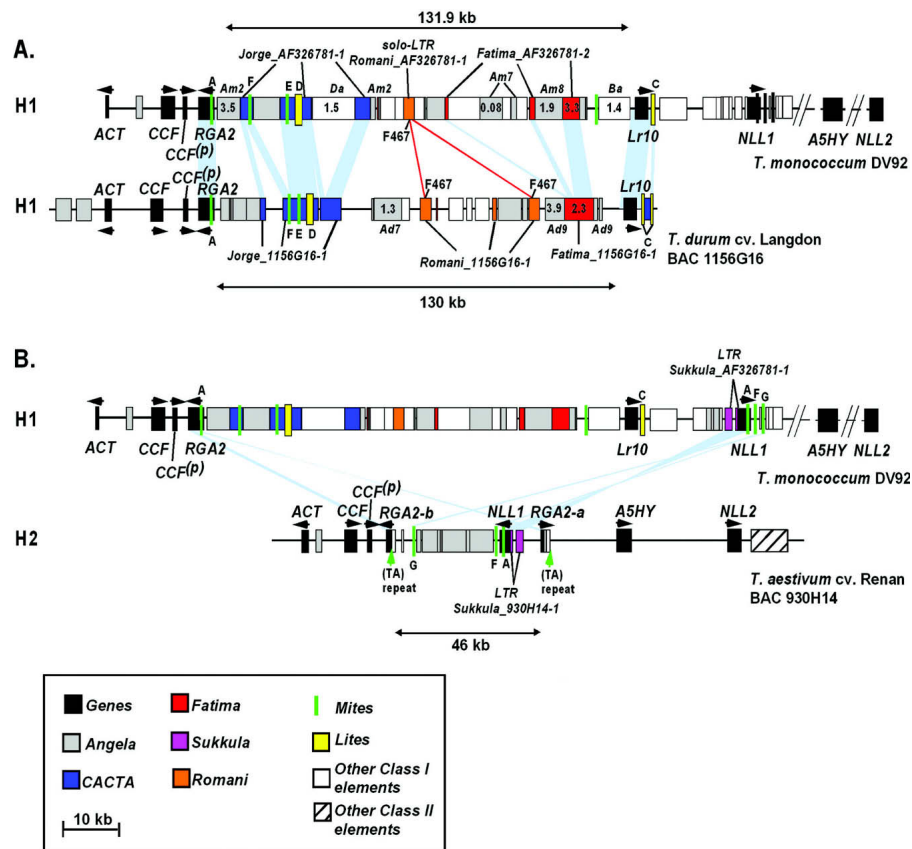 131.9 kb
A.
solo-LTR
Jorge_AF326781-1
Romani_AF326781-1
Fatima_AF326781-2
A Am2 F E D Da Am2 Am7 Am8 Ba C
H1
3.5 1.5 0.08 1.9 3.3 1.4
ACT CCF CCF(p) RGA2 F467 Lr10 NLL1 A5HY NLL2
T. monococcum DV92
CCF(p)
ACT CCF RGA2 F467 F467 Lr10
H1
1.3 3.9 2.3
A F E D Ad7 Ad9 Ad9 C
Jorge_1156G16-1 Romani_1156G16-1 Fatima_1156G16-1
T. durum cv. Langdon
BAC 1156G16
130 kb
B.
LTR
Sukkula_AF326781-1
A C A F G
H1
ACT CCF CCF(p) RGA2 Lr10 NLL1 A5HY NLL2
T. monococcum DV92
CCF(p)
ACT CCF RGA2-b NLL1 RGA2-a A5HY NLL2
H2
(TA)
repeat
G F A
(TA)
repeat
LTR
Sukkula_930H14-1
T. aestivum cv. Renan
BAC 930H14
46 kb
Genes Fatima Mites
Angela Sukkula Lites
CACTA Romani Other Class I
elements
Other Class II
elements
10 kb